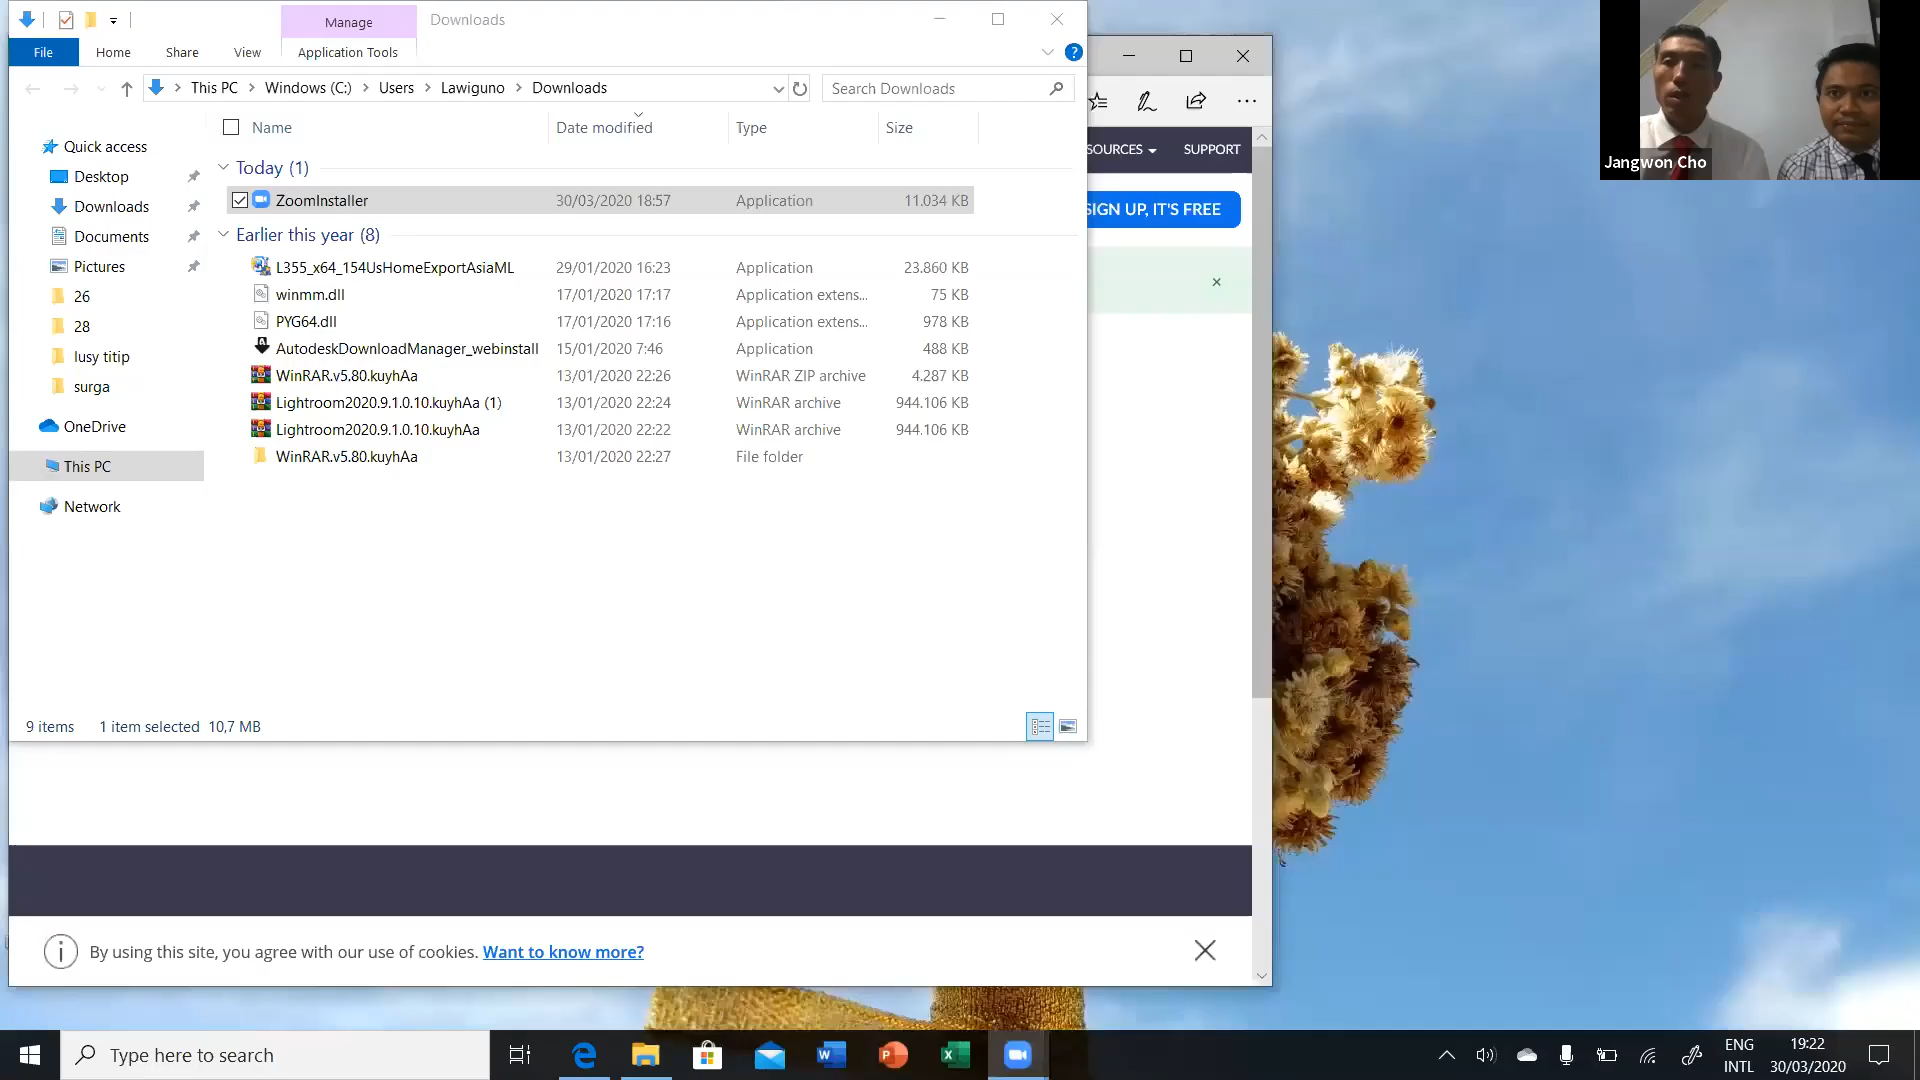 Manage
Downloads
File
Home
Share
View
Application Tools
This PC
Windows (C:)
Users
Lawiguno
Downloads
Search Downloads
Name
Date modified
Type
Size
Quick access
Desktop
Downloads
Documents
Pictures
26
28
lusy titip
surga
OneDrive
This PC
Network
Today (1)
ZoomInstaller 30/03/2020 18:57 Application 11.034 KB
Earlier this year (8)
L355_x64_154UsHomeExportAsiaML 29/01/2020 16:23 Application 23.860 KB
winmm.dll 17/01/2020 17:17 Application extens... 75 KB
PYG64.dll 17/01/2020 17:16 Application extens... 978 KB
AutodeskDownloadManager_webinstall 15/01/2020 7:46 Application 488 KB
WinRAR.v5.80.kuyhAa 13/01/2020 22:26 WinRAR ZIP archive 4.287 KB
Lightroom2020.9.1.0.10.kuyhAa (1) 13/01/2020 22:24 WinRAR archive 944.106 KB
Lightroom2020.9.1.0.10.kuyhAa 13/01/2020 22:22 WinRAR archive 944.106 KB
WinRAR.v5.80.kuyhAa 13/01/2020 22:27 File folder
9 items 1 item selected 10,7 MB
SOURCES SUPPORT
SIGN UP, IT'S FREE
Jangwon Cho
By using this site, you agree with our use of cookies. Want to know more?
Type here to search
ENG
INTL
19:22
30/03/2020